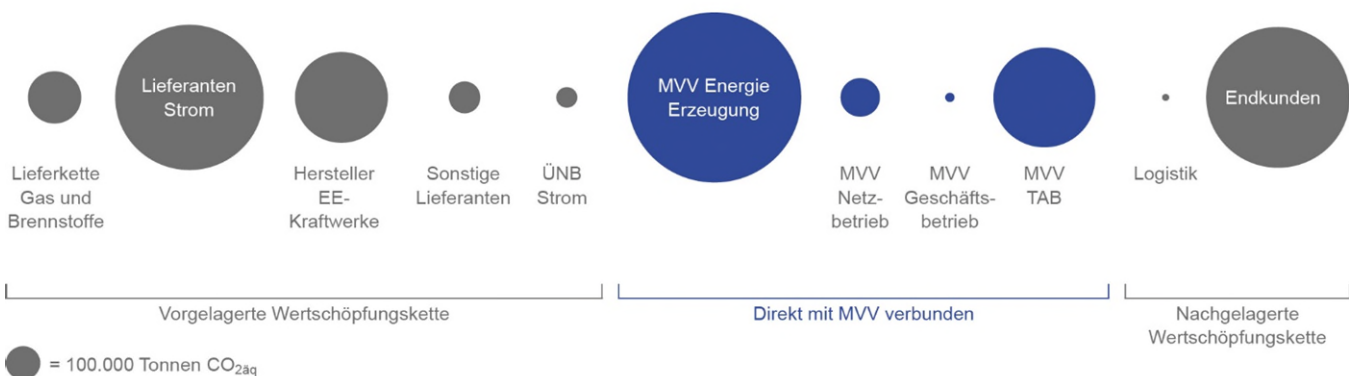 Lieferanten
Strom
MVV Energie
Erzeugung
Endkunden
Lieferkette
Gas und
Brennstoffe
Hersteller
EE-
Kraftwerke
Sonstige
Lieferanten
ÜNB
Strom
MVV
Netz-
betrieb
MVV
Geschäfts-
betrieb
MVV
TAB
Logistik
Vorgelagerte Wertschöpfungskette
Direkt mit MVV verbunden
Nachgelagerte
Wertschöpfungskette
= 100.000 Tonnen CO₂äq